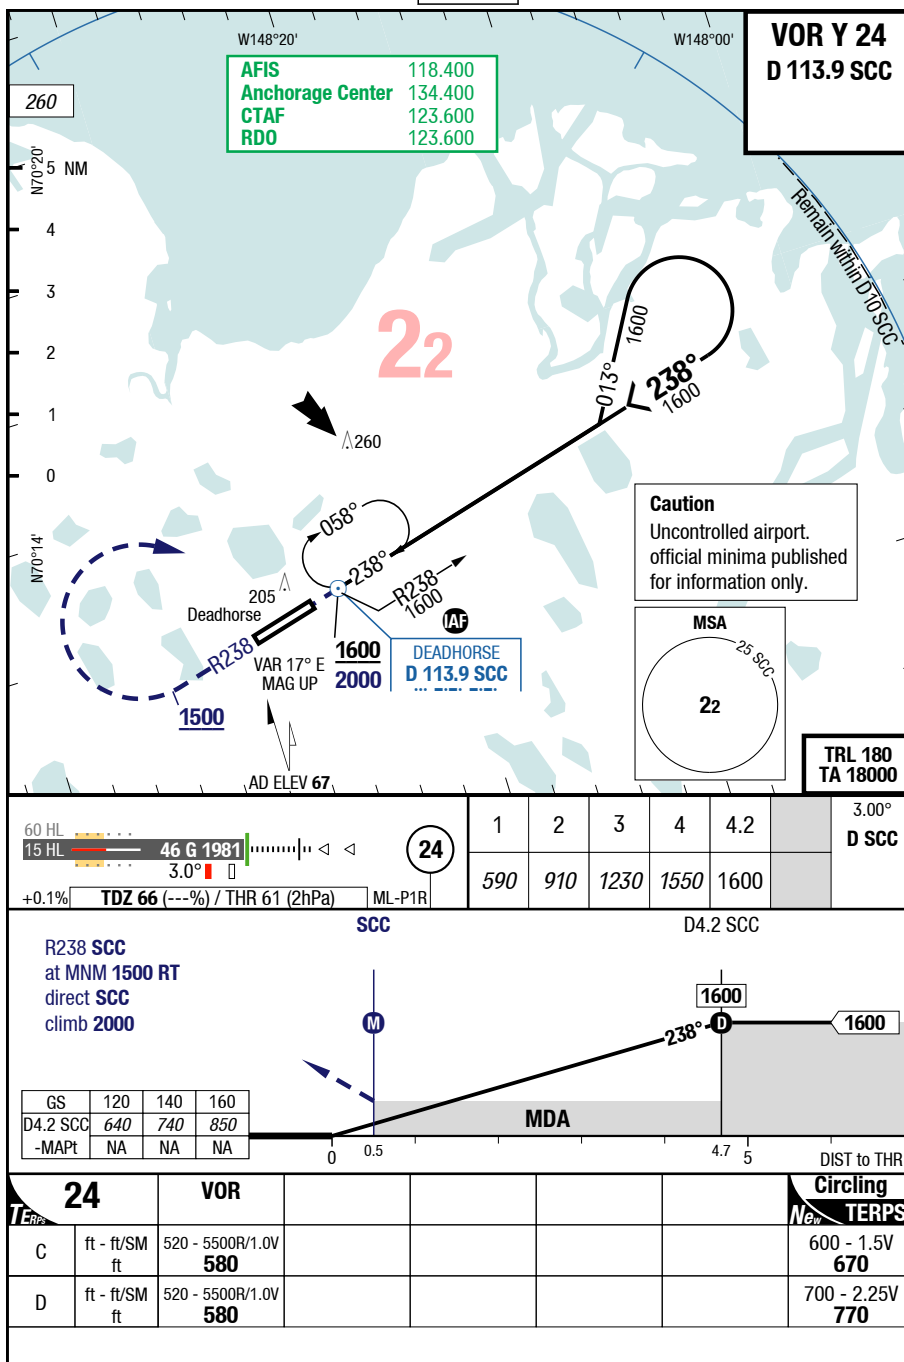 W148°20'
W148°00'
VOR Y 24
D 113.9 SCC
AFIS 118.400
Anchorage Center 134.400
CTAF 123.600
RDO 123.600
260
N70°20'
5 NM
4
3
2
1
0
N70°14'
Remain within D10 SCC
22
013°
1600
238°
1600
260
058°
238°
R238
1600
IAF
205
Deadhorse
R238
VAR 17° E
MAG UP
1600
2000
DEADHORSE
D 113.9 SCC
1500
AD ELEV 67
Caution
Uncontrolled airport.
official minima published
for information only.
MSA
25 SCC
22
TRL 180
TA 18000
60 HL
15 HL
46 G 1981
3.0°
+0.1%
TDZ 66 (---%) / THR 61 (2hPa)
ML-P1R
24
1 2 3 4 4.2 3.00°
D SCC
590 910 1230 1550 1600
SCC
D4.2 SCC
R238 SCC
at MNM 1500 RT
direct SCC
climb 2000
M
1600
D
238°
1600
MDA
GS 120 140 160
D4.2 SCC 640 740 850
-MAPt NA NA NA
0 0.5 4.7 5 DIST to THR
TERPS 24 VOR Circling
New TERPS
C ft - ft/SM 520 - 5500R/1.0V 600 - 1.5V
ft 580 670
D ft - ft/SM 520 - 5500R/1.0V 700 - 2.25V
ft 580 770